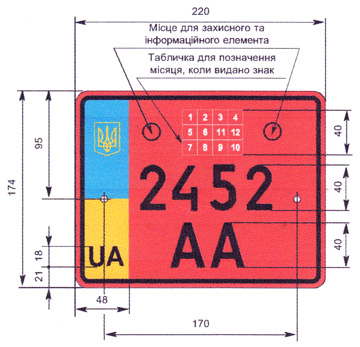 220
Місце для захисного та
інформаційного елемента
Табличка для позначення
місяця, коли видано знак
1 2 3 4
5 6 11 12
7 8 9 10
40
95
174
2452
40
AA
40
UA
18
21
48
170